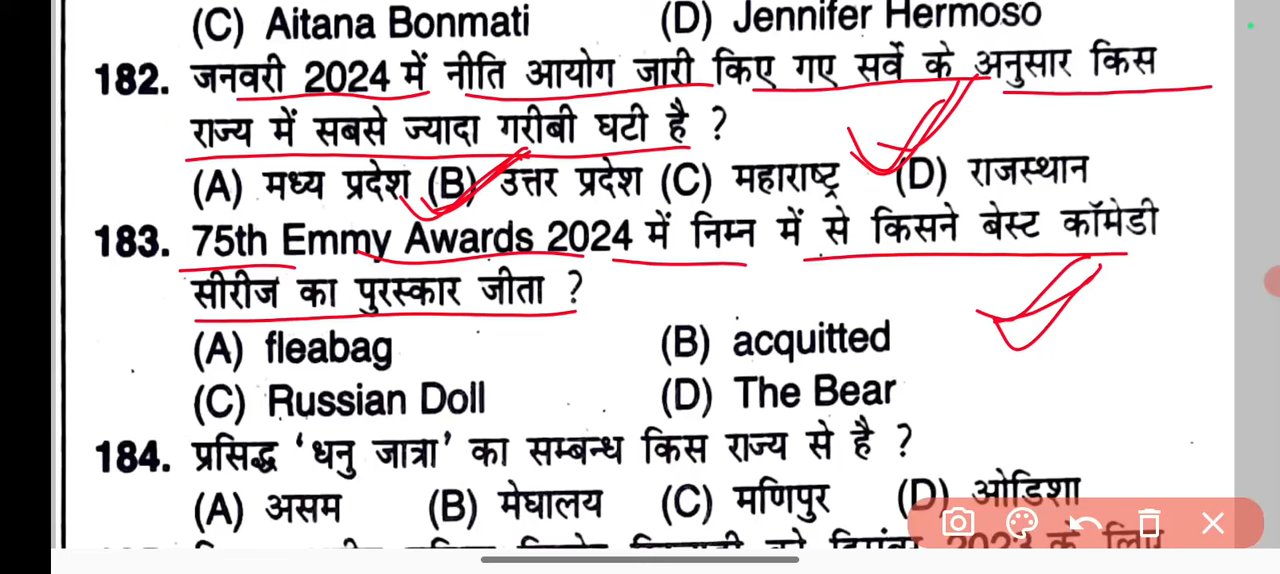 (C) Aitana Bonmati (D) Jennifer Hermoso
182. जनवरी 2024 में नीति आयोग जारी किए गए सर्वे के अनुसार किस
राज्य में सबसे ज्यादा गरीबी घटी है ?
(A) मध्य प्रदेश (B) उत्तर प्रदेश (C) महाराष्ट्र (D) राजस्थान
183. 75th Emmy Awards 2024 में निम्न में से किसने बेस्ट कॉमेडी
सीरीज का पुरस्कार जीता ?
(A) fleabag (B) acquitted
(C) Russian Doll (D) The Bear
184. प्रसिद्ध ‘धनु जात्रा’ का सम्बन्ध किस राज्य से है ?
(A) असम (B) मेघालय (C) मणिपुर (D) ओडिशा
2023 के लिए